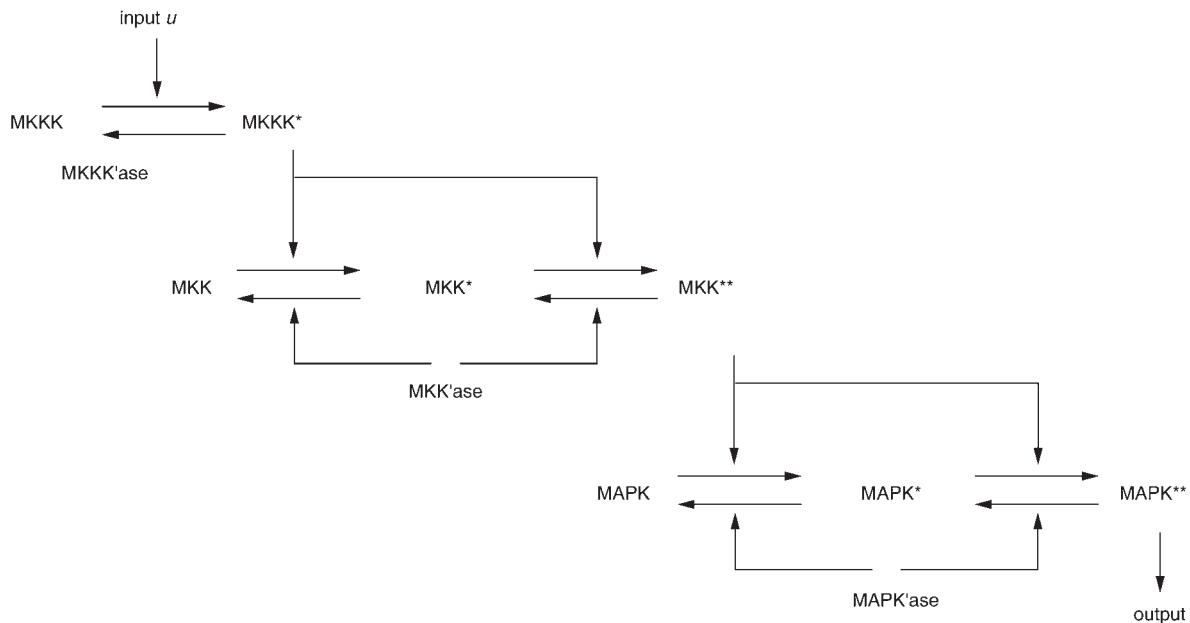 input u
MKKK
MKKK*
MKKK'ase
MKK
MKK*
MKK**
MKK'ase
MAPK
MAPK*
MAPK**
MAPK'ase
output